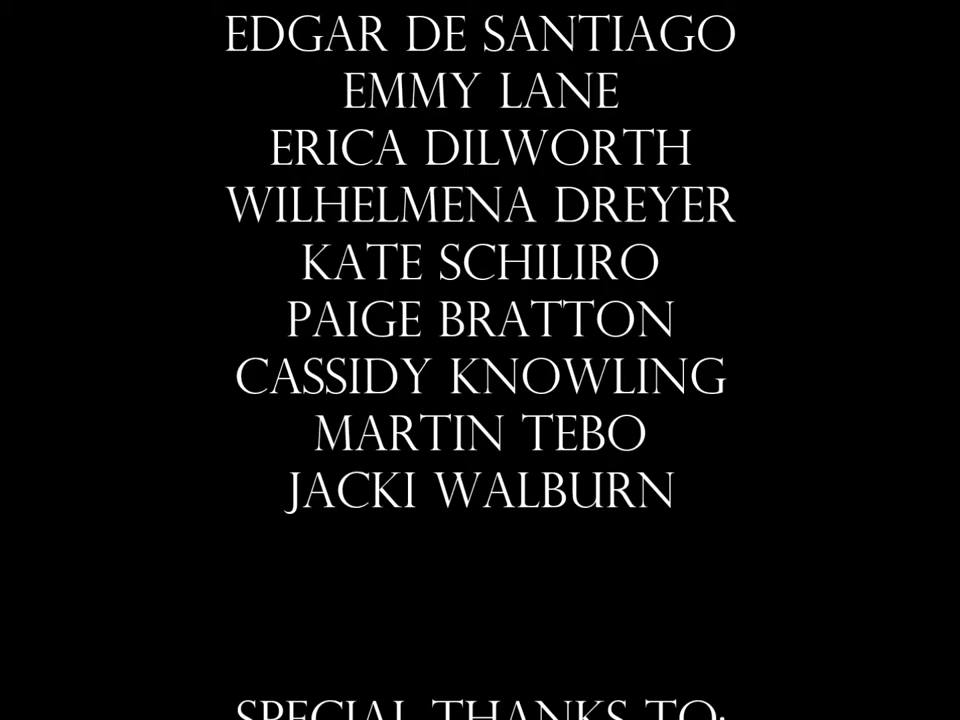 EDGAR DE SANTIAGO
EMMY LANE
ERICA DILWORTH
WILHELMENA DREYER
KATE SCHILIRO
PAIGE BRATTON
CASSIDY KNOWLING
MARTIN TEBO
JACKI WALBURN
SPECIAL THANKS TO: